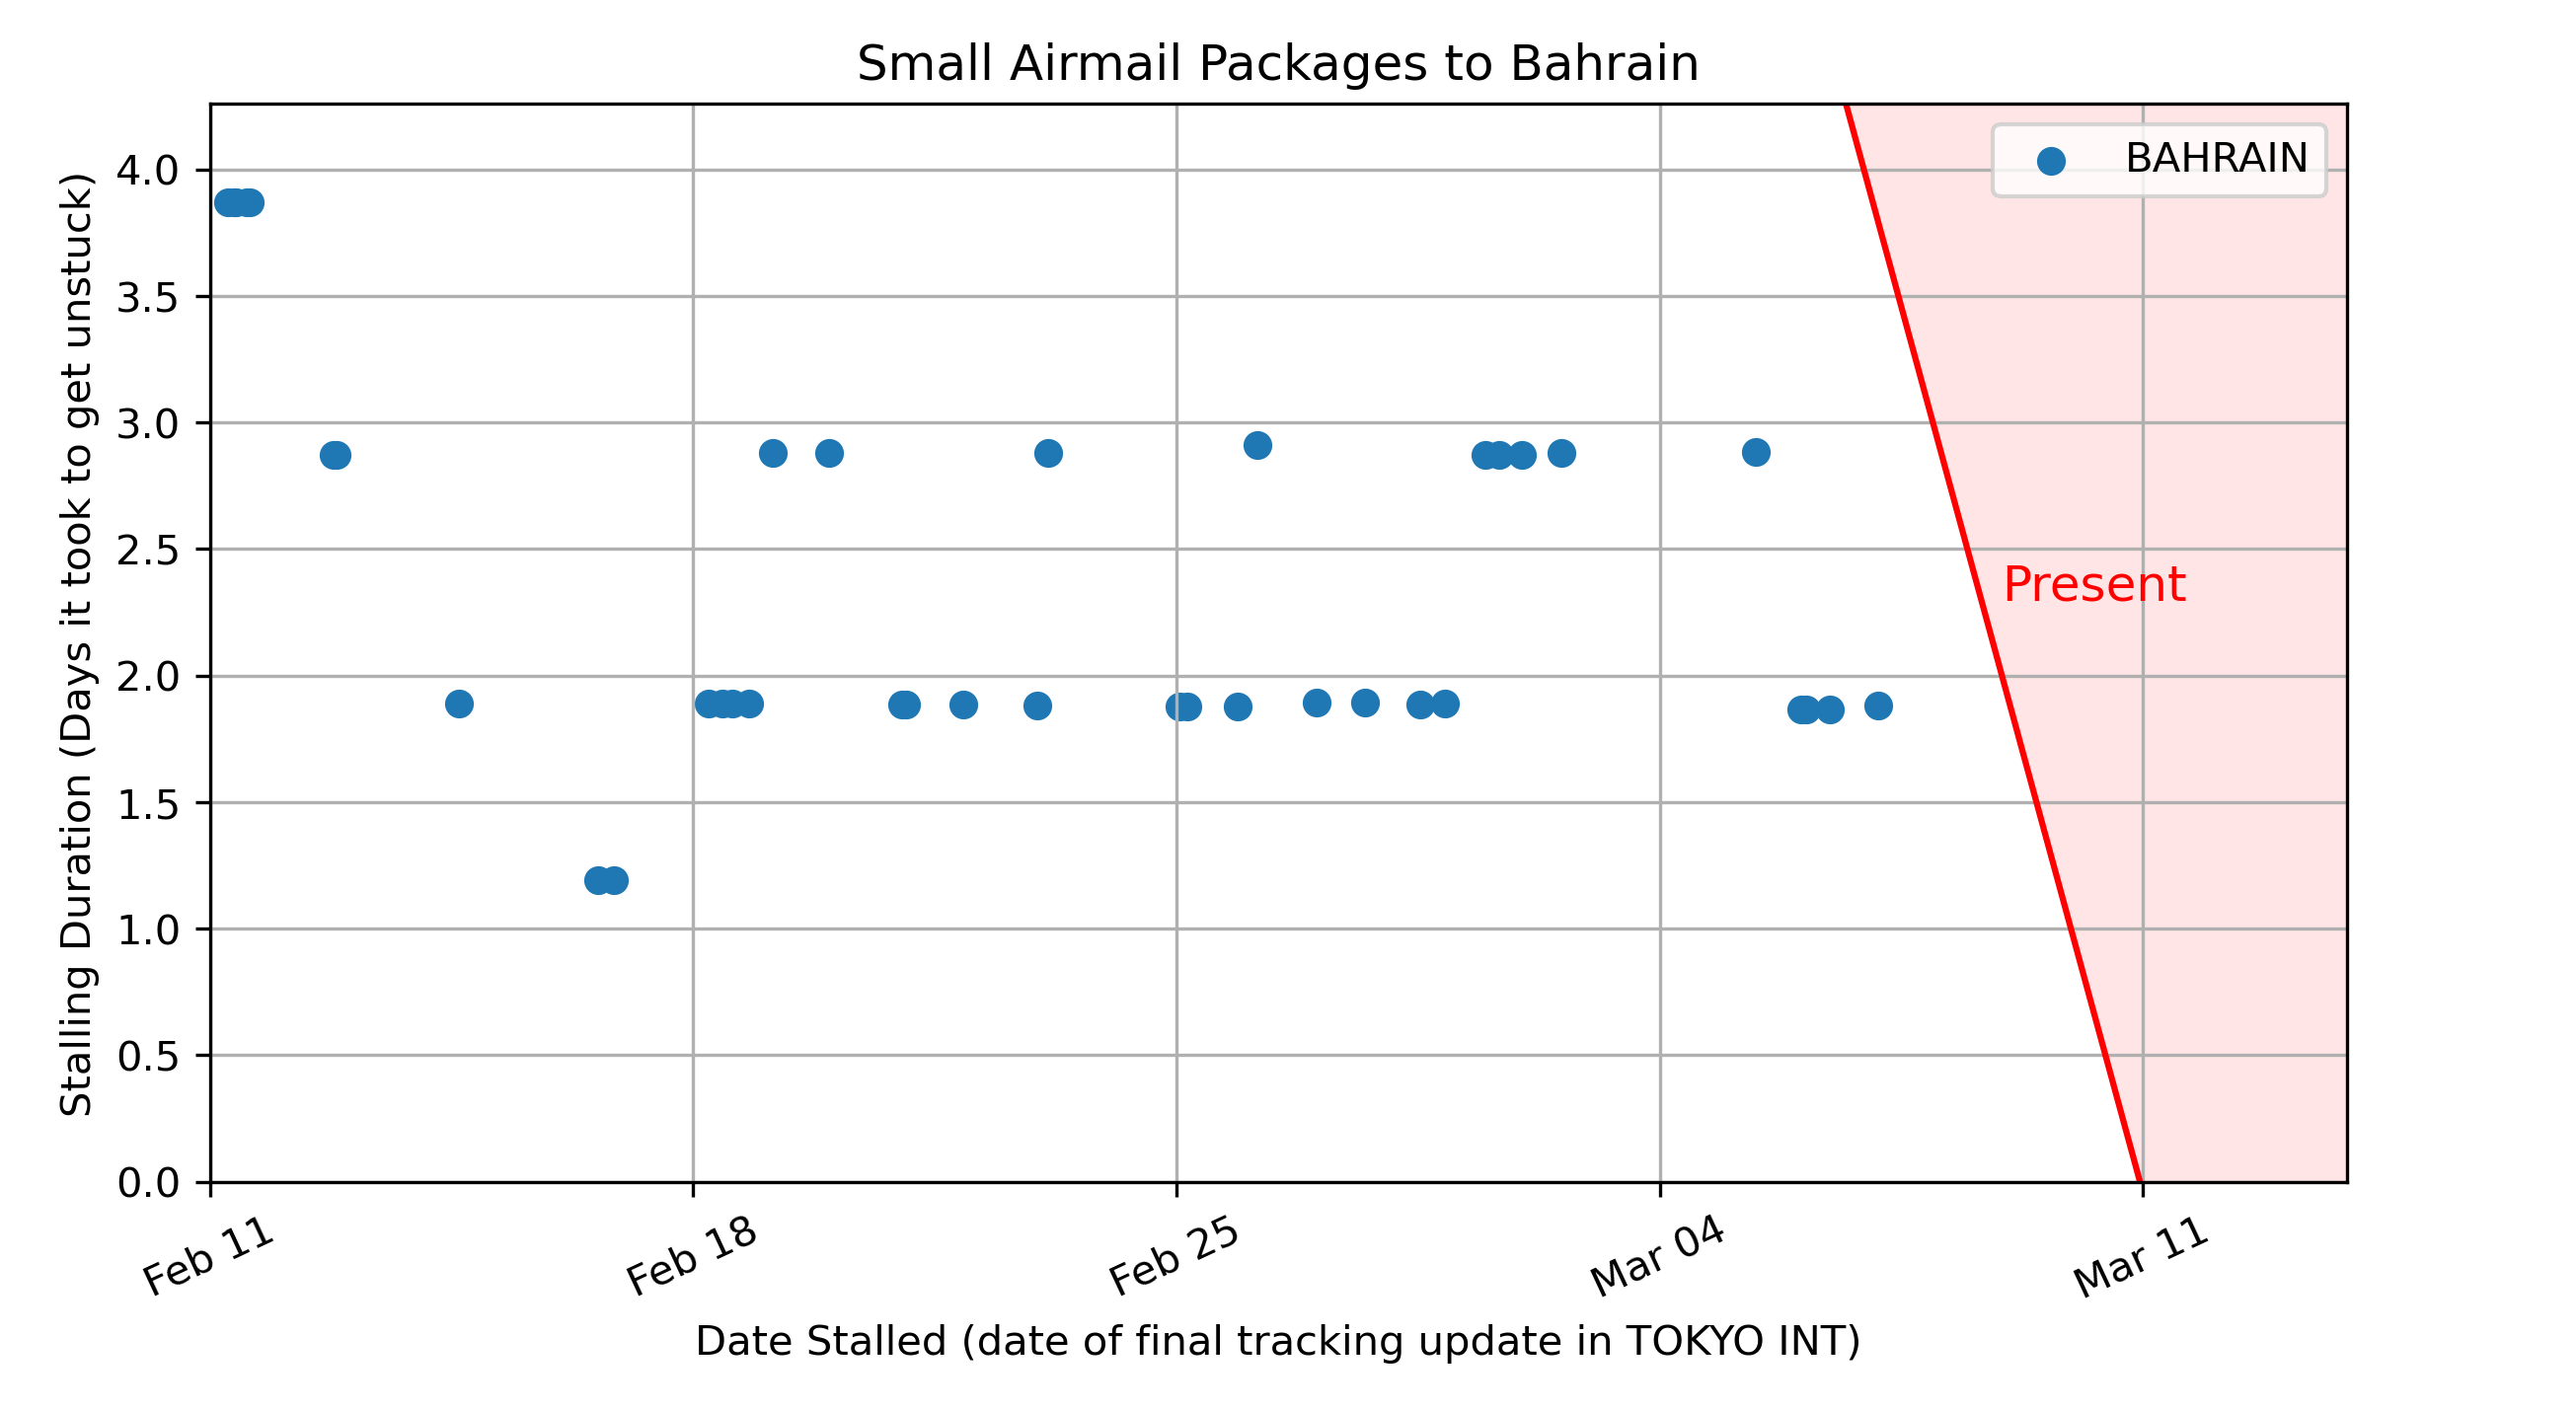 Small Airmail Packages to Bahrain
BAHRAIN
Present
Stalling Duration (Days it took to get unstuck)
4.0
3.5
3.0
2.5
2.0
1.5
1.0
0.5
0.0
Feb 11
Feb 18
Feb 25
Mar 04
Mar 11
Date Stalled (date of final tracking update in TOKYO INT)